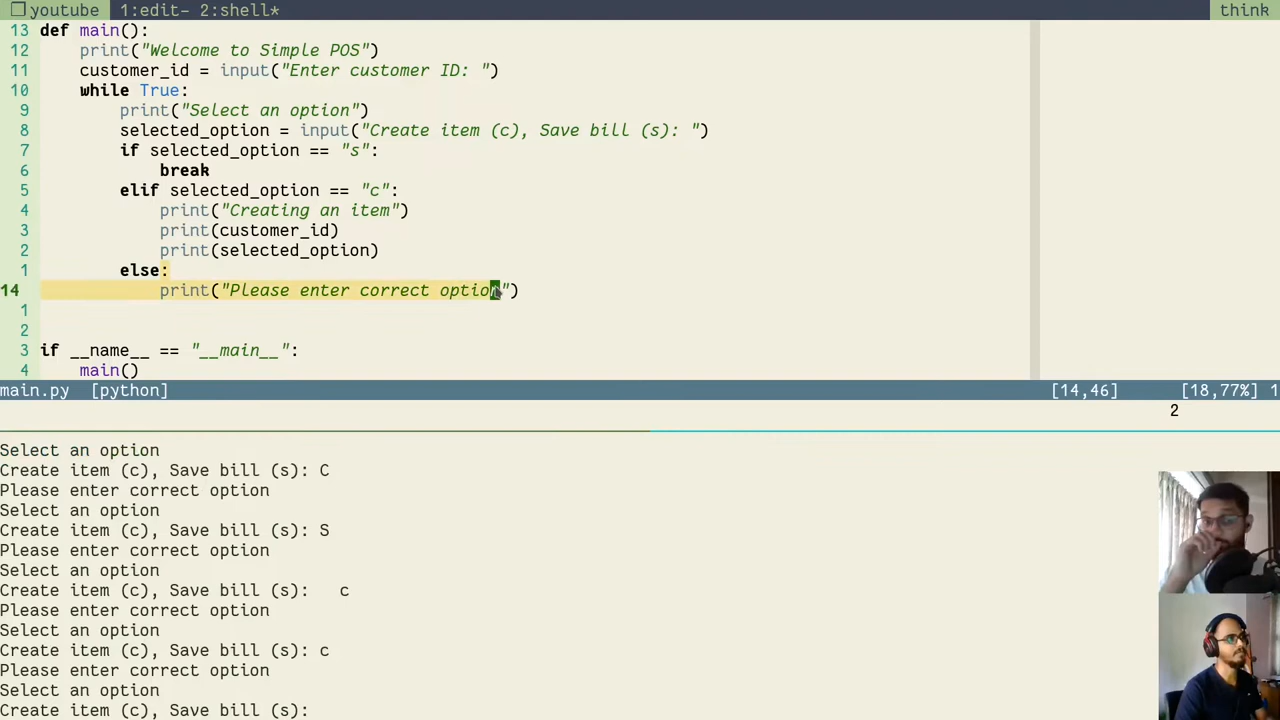 ❐ youtube 1:edit- 2:shell* think
13 def main():
12 print("Welcome to Simple POS")
11 customer_id = input("Enter customer ID: ")
10 while True:
9 print("Select an option")
8 selected_option = input("Create item (c), Save bill (s): ")
7 if selected_option == "s":
6 break
5 elif selected_option == "c":
4 print("Creating an item")
3 print(customer_id)
2 print(selected_option)
1 else:
14 print("Please enter correct option")
1
2
3 if __name__ == "__main__":
4 main()
main.py [python] [14,46] [18,77%] 1
2
Select an option
Create item (c), Save bill (s): C
Please enter correct option
Select an option
Create item (c), Save bill (s): S
Please enter correct option
Select an option
Create item (c), Save bill (s):   c
Please enter correct option
Select an option
Create item (c), Save bill (s): c
Please enter correct option
Select an option
Create item (c), Save bill (s):